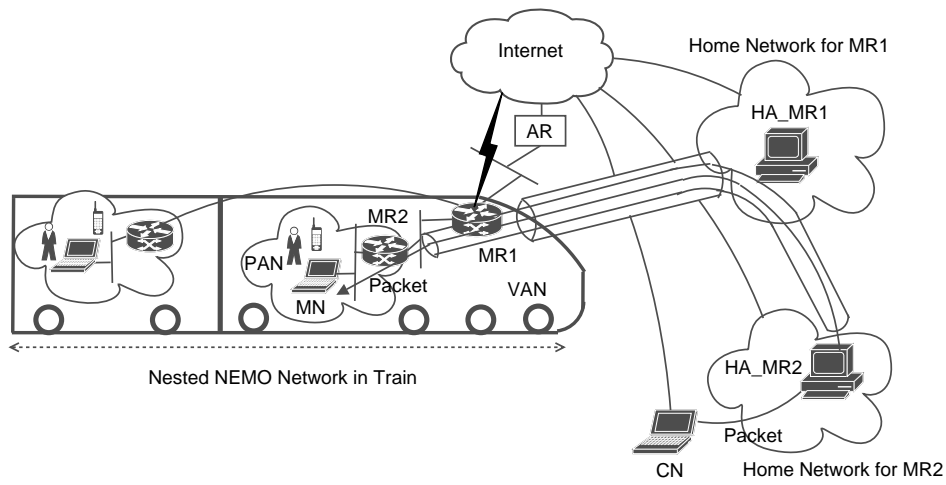 Internet
Home Network for MR1
HA_MR1
AR
MR2
MR1
PAN
Packet
MN
VAN
Nested NEMO Network in Train
HA_MR2
Packet
CN
Home Network for MR2